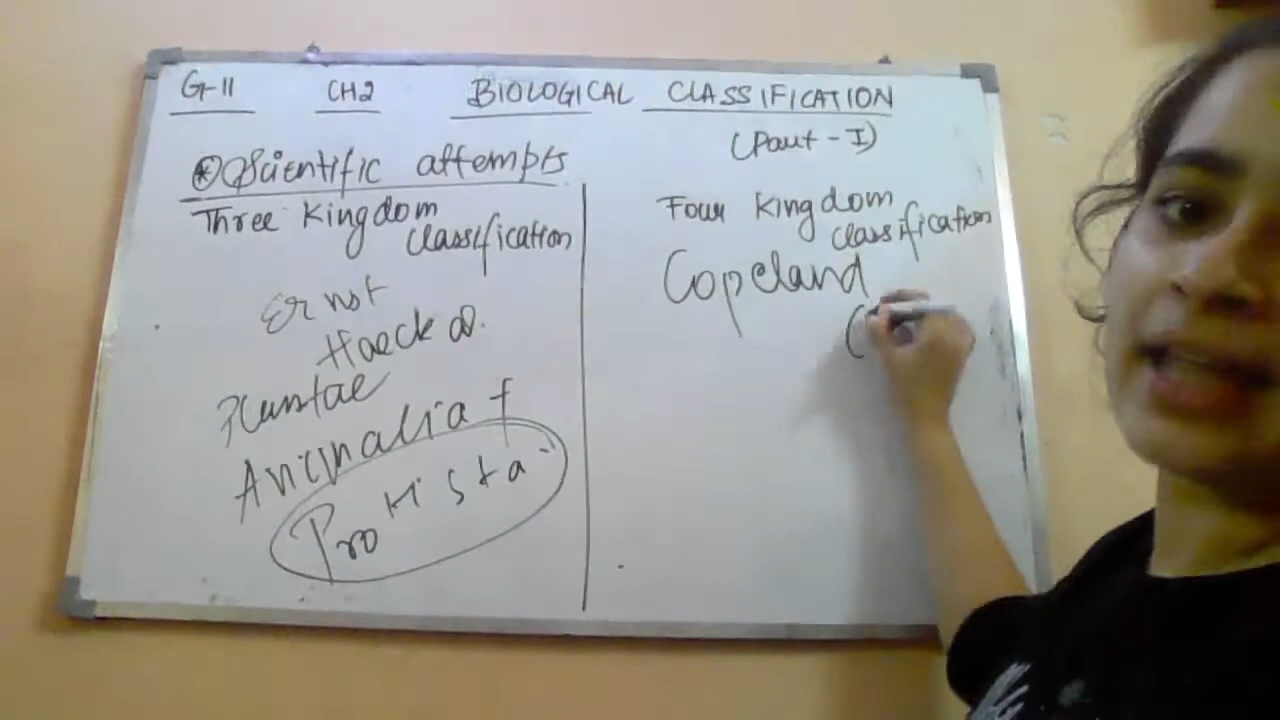 G-11 CH2 BIOLOGICAL CLASSIFICATION
(Part-I)
Scientific attempts
Three Kingdom
classification
Ernst
Haeckel
Plantae
Animalia +
Protista
Four Kingdom
classification
Copeland
(